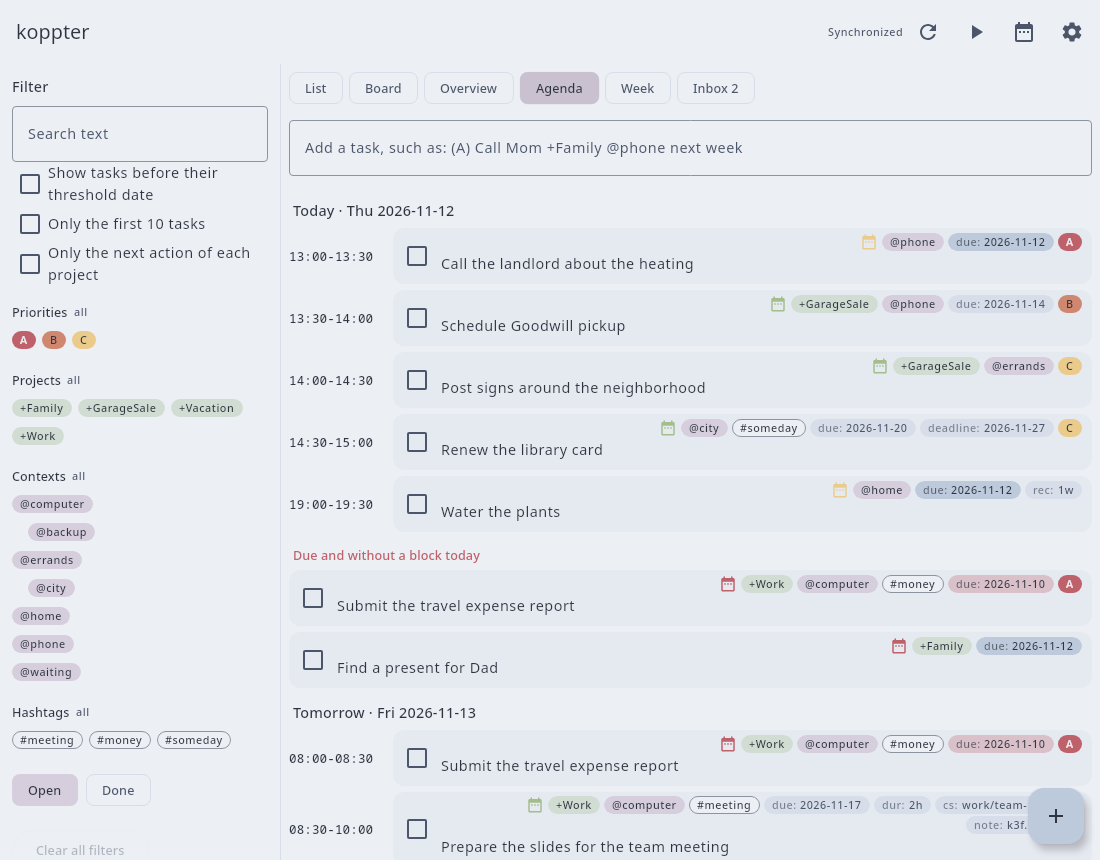 koppter
Synchronized
Filter
Search text
Show tasks before their
threshold date
Only the first 10 tasks
Only the next action of each
project
Priorities all
A B C
Projects all
+Family +GarageSale +Vacation
+Work
Contexts all
@computer
@backup
@errands
@city
@home
@phone
@waiting
Hashtags all
#meeting #money #someday
Open Done
Clear all filters
List Board Overview Agenda Week Inbox 2
Add a task, such as: (A) Call Mom +Family @phone next week
Today · Thu 2026-11-12
@phone due: 2026-11-12 A
13:00-13:30 Call the landlord about the heating
+GarageSale @phone due: 2026-11-14 B
13:30-14:00 Schedule Goodwill pickup
+GarageSale @errands C
14:00-14:30 Post signs around the neighborhood
@city #someday due: 2026-11-20 deadline: 2026-11-27 C
14:30-15:00 Renew the library card
@home due: 2026-11-12 rec: 1w
19:00-19:30 Water the plants
Due and without a block today
+Work @computer #money due: 2026-11-10 A
Submit the travel expense report
+Family due: 2026-11-12
Find a present for Dad
Tomorrow · Fri 2026-11-13
+Work @computer #money due: 2026-11-10 A
08:00-08:30 Submit the travel expense report
+Work @computer #meeting due: 2026-11-17 dur: 2h cs: work/team-
note: k3f.
08:30-10:00 Prepare the slides for the team meeting
+